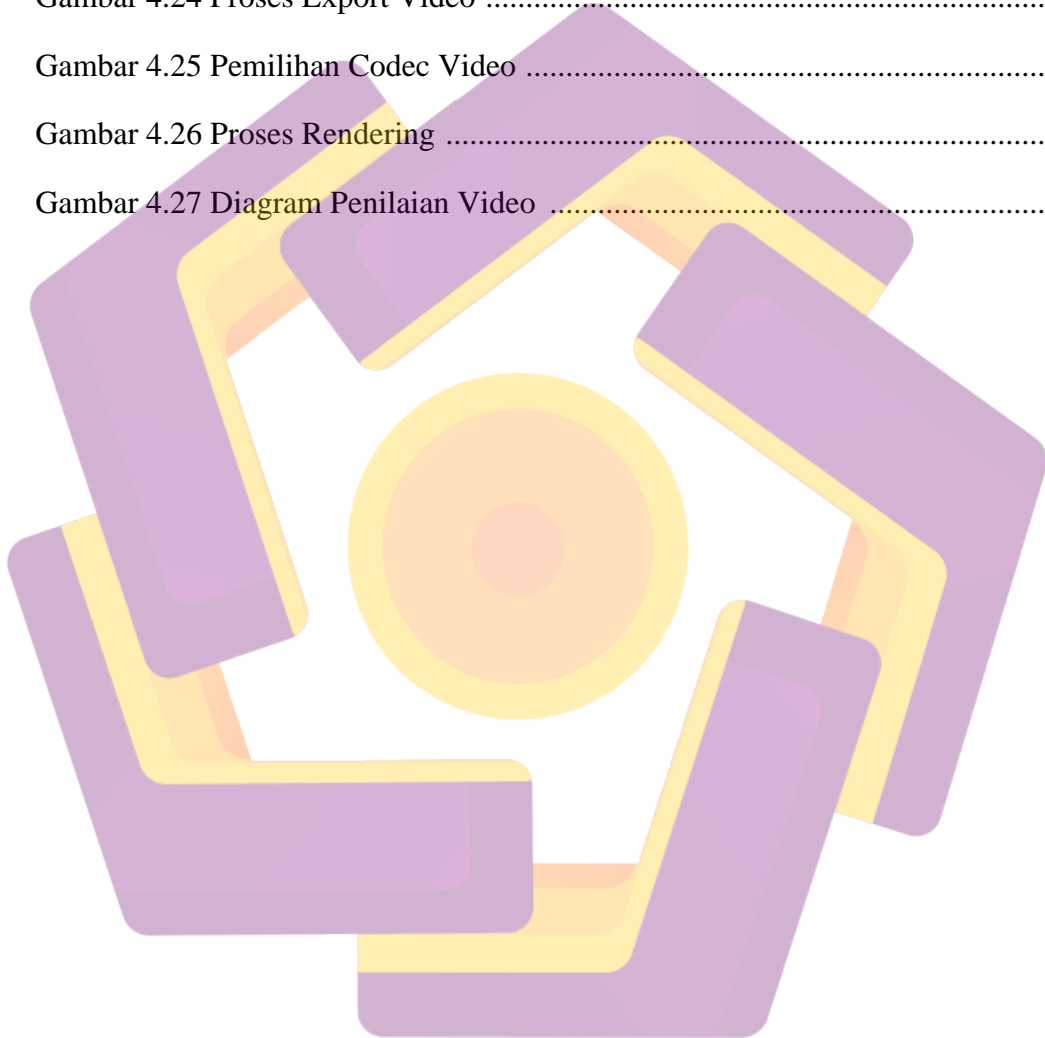 Gambar 4.24 Proses Export Video ........................................................................
Gambar 4.25 Pemilihan Codec Video ..................................................................
Gambar 4.26 Proses Rendering ............................................................................
Gambar 4.27 Diagram Penilaian Video ...............................................................